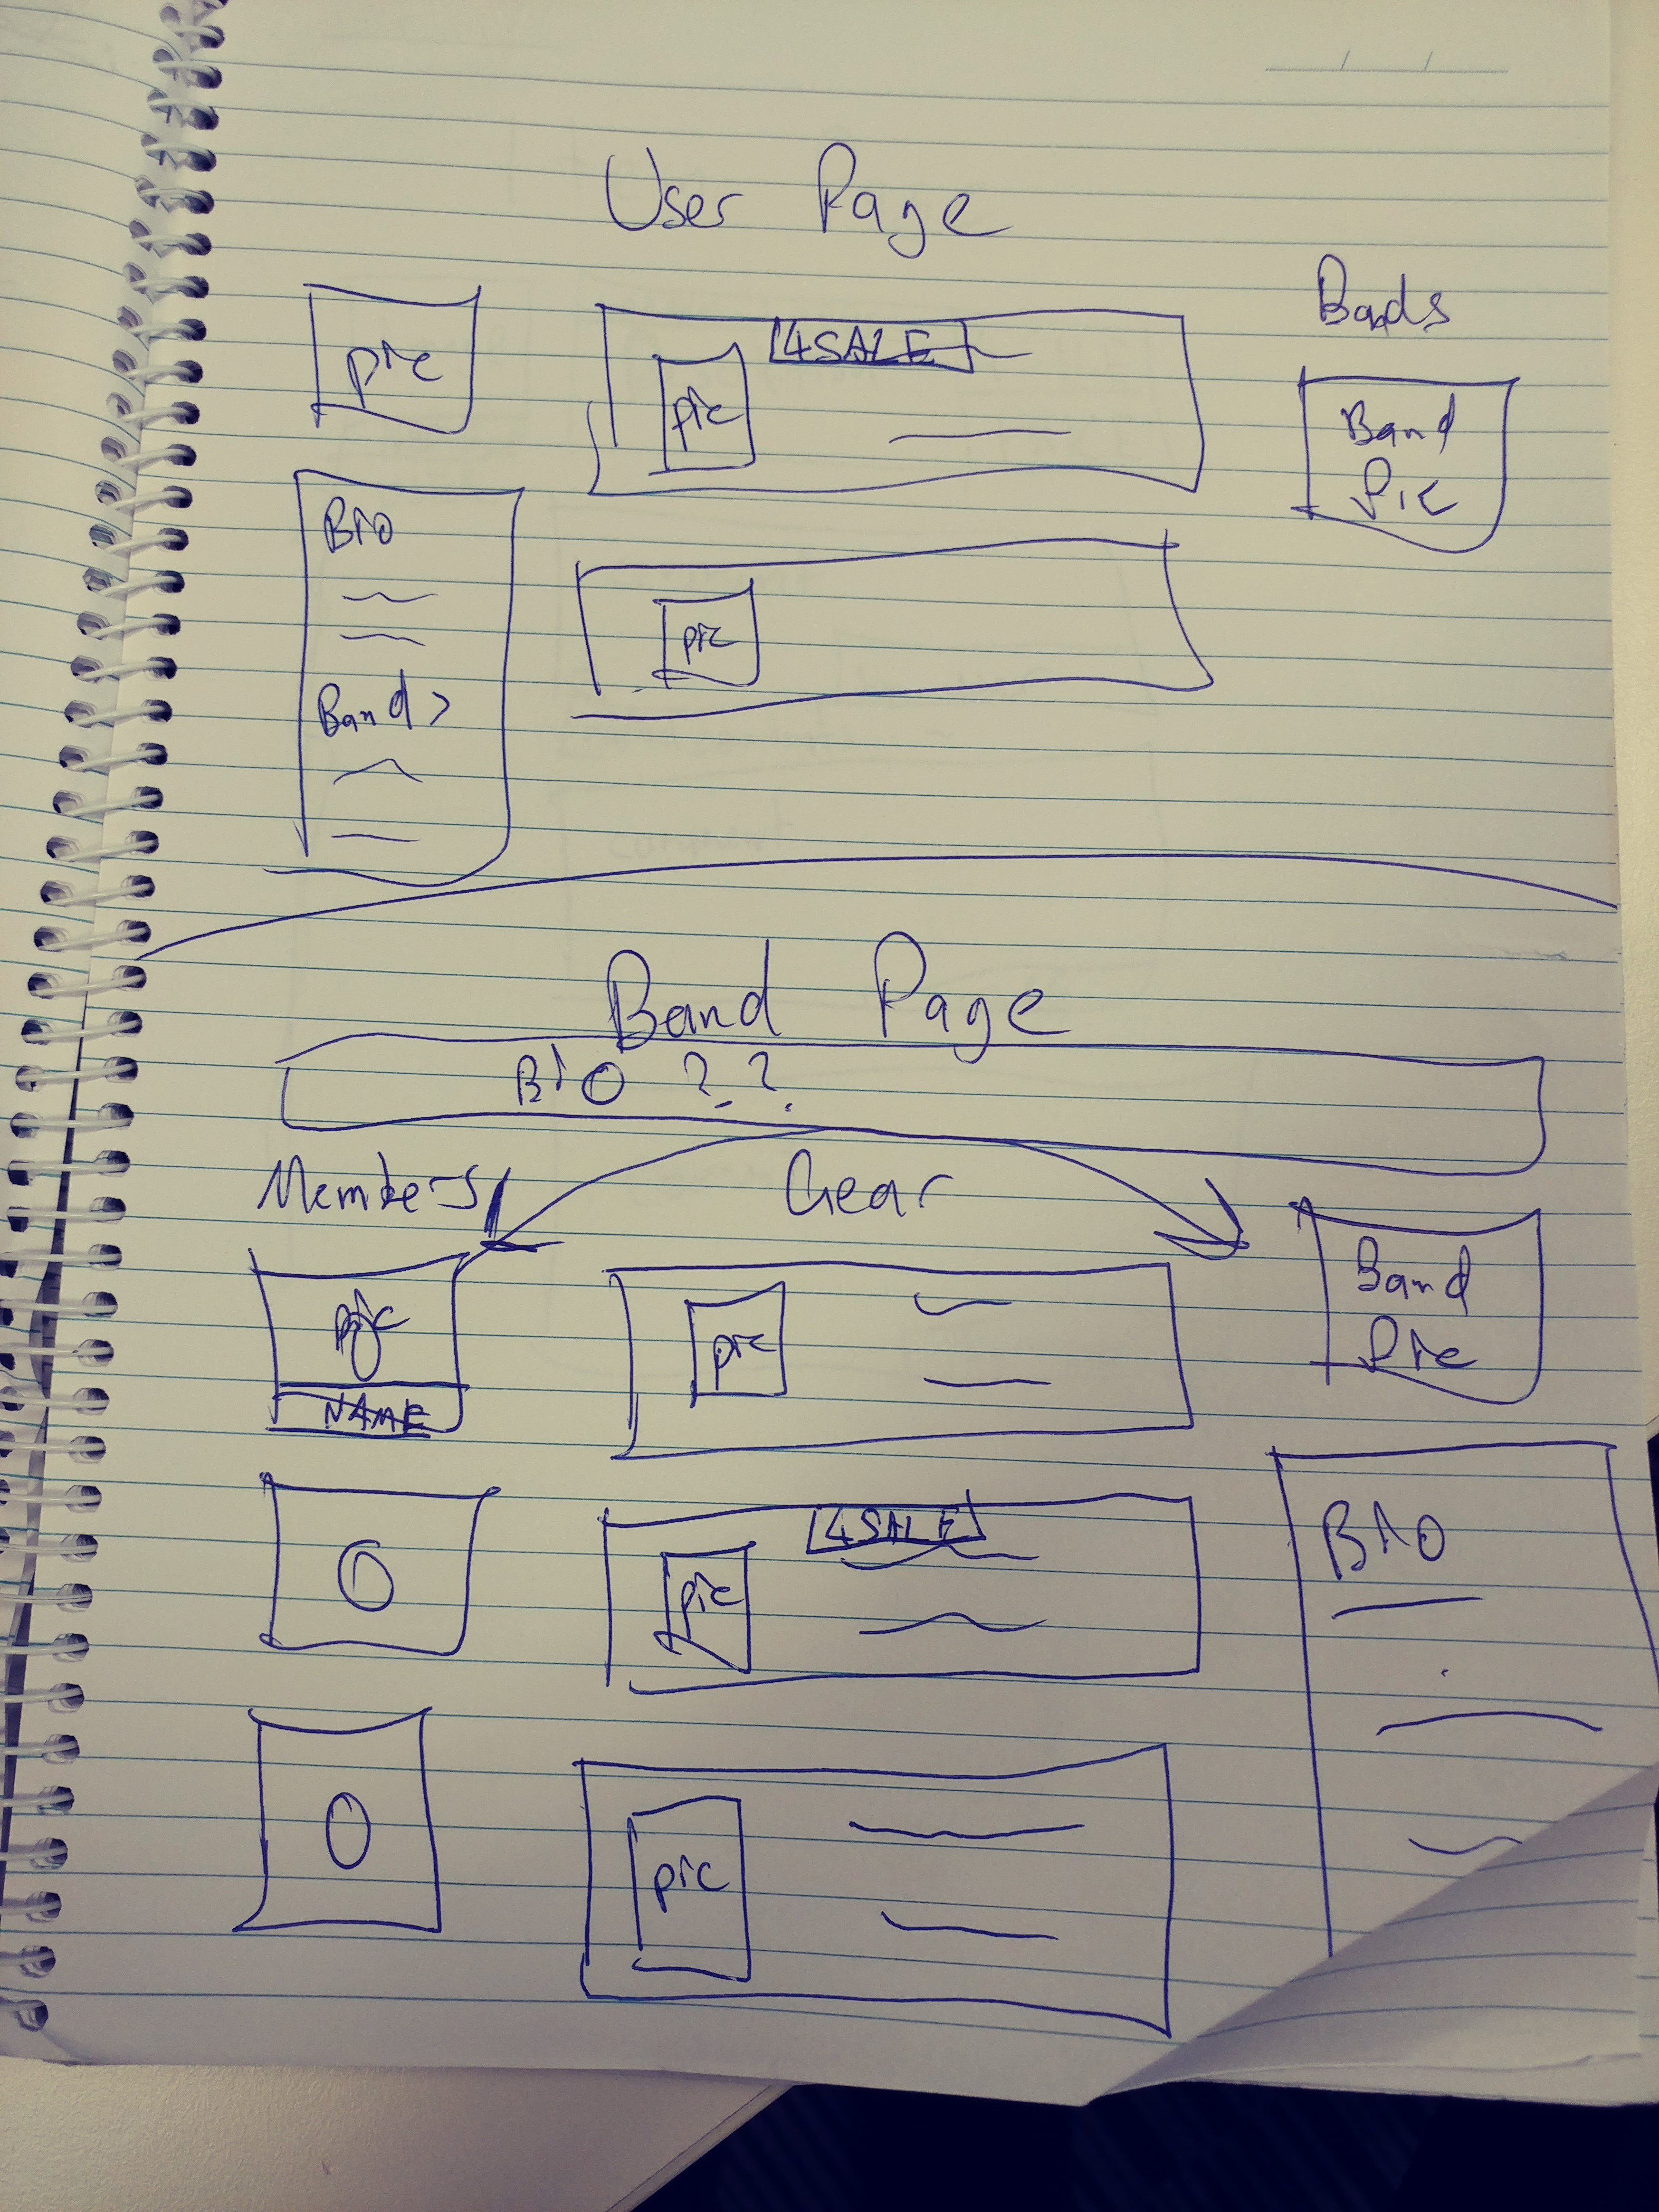 User Page
Bands
pic
4SALE
pic
Band
Pic
Bio
pic
Band >
Band Page
BIO ??
Members
Gear
pic
NAME
pic
Band
Pic
4SALE
pic
BIO
pic